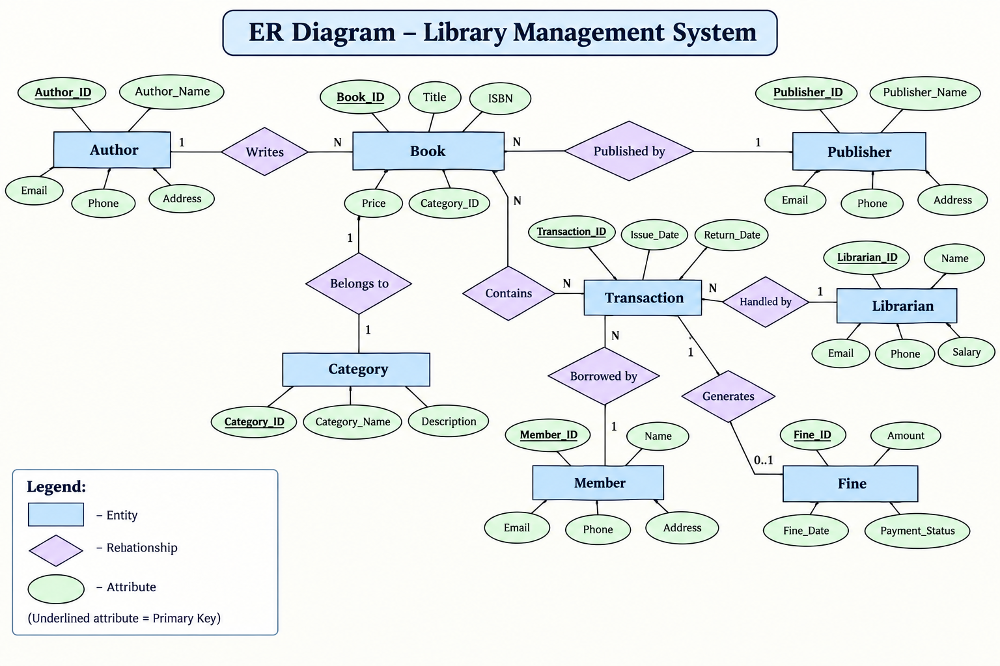 ER Diagram – Library Management System
Author_ID
Author_Name
Author
Email
Phone
Address
1
Writes
N
Book_ID
Title
ISBN
Book
Price
Category_ID
N
Published by
1
Publisher_ID
Publisher_Name
Publisher
Email
Phone
Address
1
Belongs to
1
Category
Category_ID
Category_Name
Description
N
Contains
N
Transaction_ID
Issue_Date
Return_Date
Transaction
N
Handled by
1
Librarian_ID
Name
Librarian
Email
Phone
Salary
N
Borrowed by
1
Member_ID
Name
Member
Email
Phone
Address
1
Generates
0..1
Fine_ID
Amount
Fine
Fine_Date
Payment_Status
Legend:
– Entity
– Relationship
– Attribute
(Underlined attribute = Primary Key)